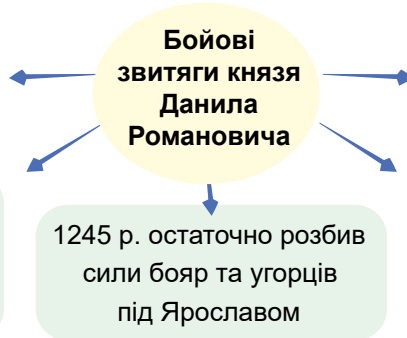 Бойові
звитяги князя
Данила
Романовича
1245 р. остаточно розбив
сили бояр та угорців
під Ярославом